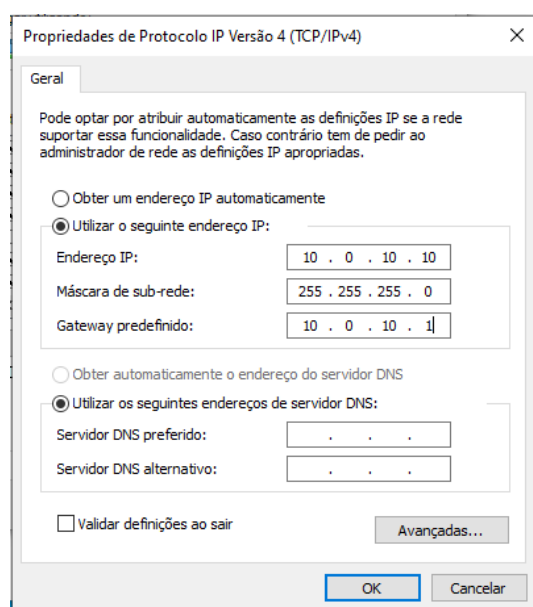 Propriedades de Protocolo IP Versão 4 (TCP/IPv4)
Geral
Pode optar por atribuir automaticamente as definições IP se a rede
suportar essa funcionalidade. Caso contrário tem de pedir ao
administrador de rede as definições IP apropriadas.
Obter um endereço IP automaticamente
Utilizar o seguinte endereço IP:
Endereço IP: 10 . 0 . 10 . 10
Máscara de sub-rede: 255 . 255 . 255 . 0
Gateway predefinido: 10 . 0 . 10 . 1
Obter automaticamente o endereço do servidor DNS
Utilizar os seguintes endereços de servidor DNS:
Servidor DNS preferido: . . .
Servidor DNS alternativo: . . .
Validar definições ao sair
Avançadas...
OK Cancelar